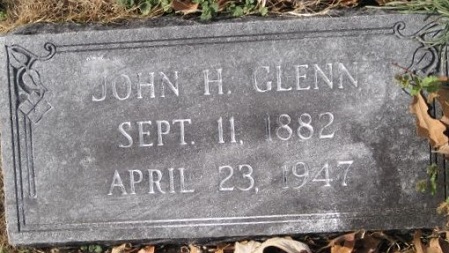 JOHN H. GLENN
SEPT. 11, 1882
APRIL 23, 1947